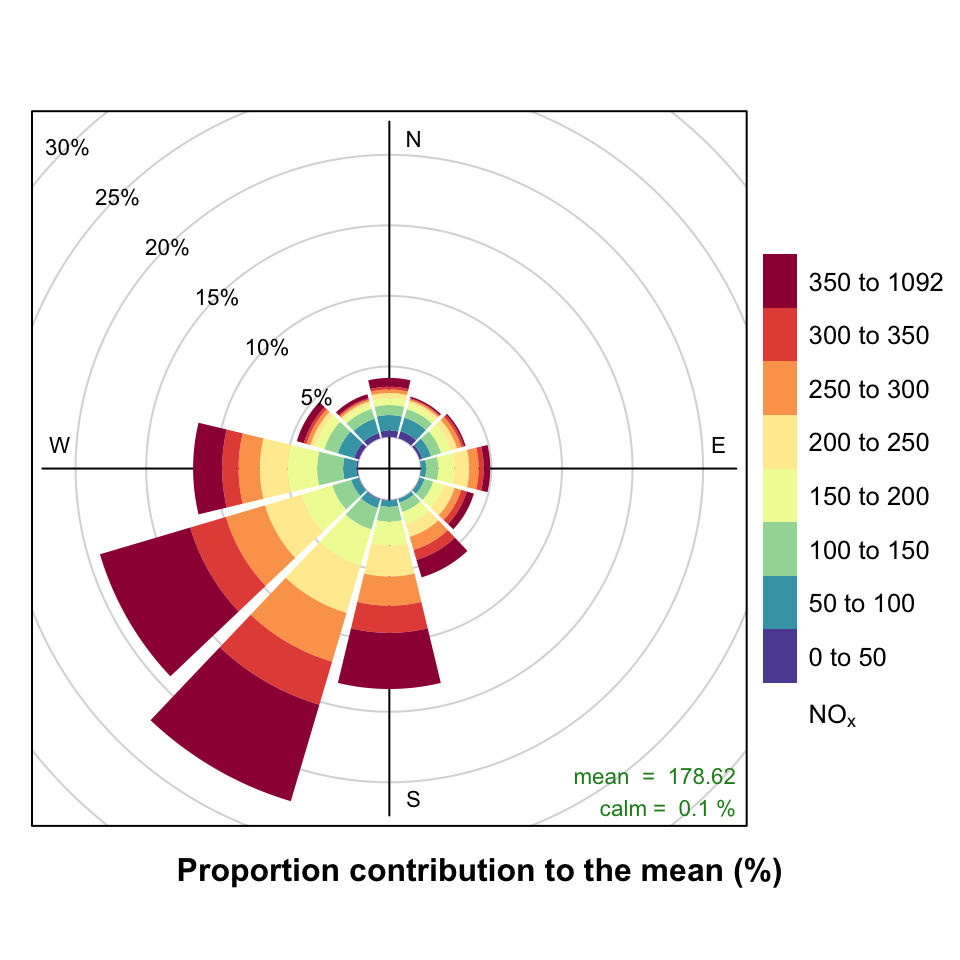 N
30%
25%
20%
15%
10%
5%
W
E
S
350 to 1092
300 to 350
250 to 300
200 to 250
150 to 200
100 to 150
50 to 100
0 to 50
NOₓ
mean = 178.62
calm = 0.1 %
Proportion contribution to the mean (%)